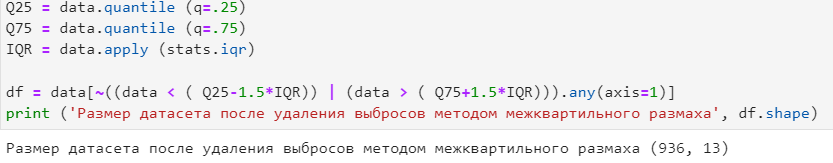 Q25 = data.quantile (q=.25)
Q75 = data.quantile (q=.75)
IQR = data.apply (stats.iqr)
df = data[~((data < ( Q25-1.5*IQR)) | (data > ( Q75+1.5*IQR))).any(axis=1)]
print ('Размер датасета после удаления выбросов методом межквартильного размаха', df.shape)
Размер датасета после удаления выбросов методом межквартильного размаха (936, 13)